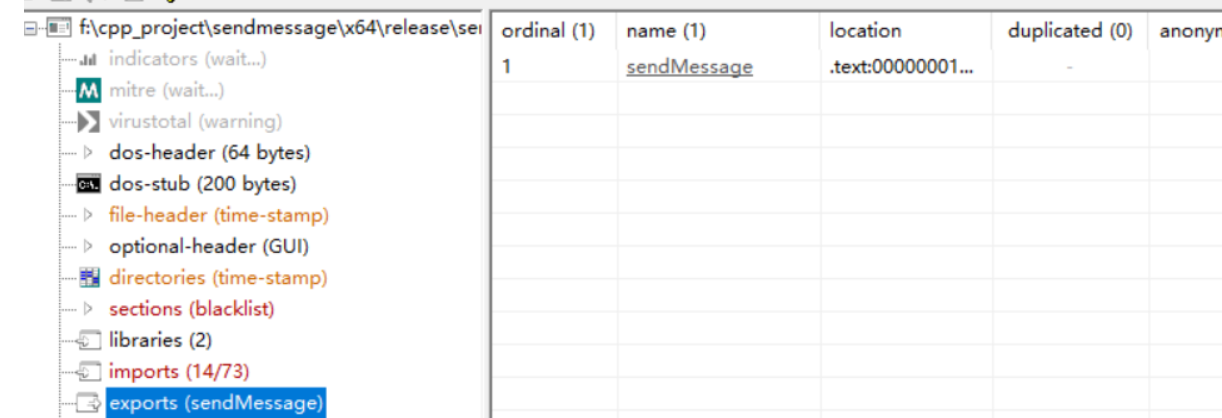 f:\cpp_project\sendmessage\x64\release\se
indicators (wait...)
mitre (wait...)
virustotal (warning)
dos-header (64 bytes)
dos-stub (200 bytes)
file-header (time-stamp)
optional-header (GUI)
directories (time-stamp)
sections (blacklist)
libraries (2)
imports (14/73)
exports (sendMessage)
ordinal (1) name (1) location duplicated (0) anonym
1 sendMessage .text:00000001... -